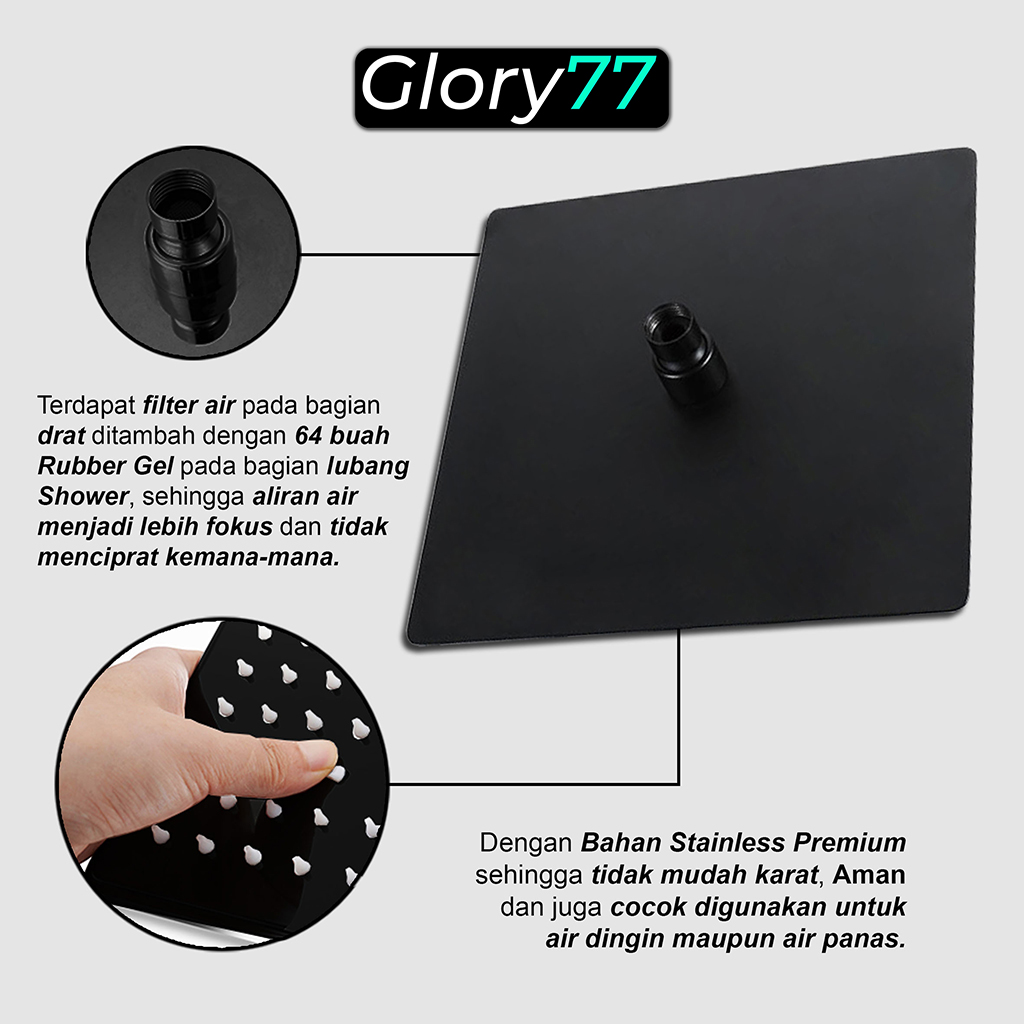 Glory77
Terdapat filter air pada bagian
drat ditambah dengan 64 buah
Rubber Gel pada bagian lubang
Shower, sehingga aliran air
menjadi lebih fokus dan tidak
menciprat kemana-mana.
Dengan Bahan Stainless Premium
sehingga tidak mudah karat, Aman
dan juga cocok digunakan untuk
air dingin maupun air panas.